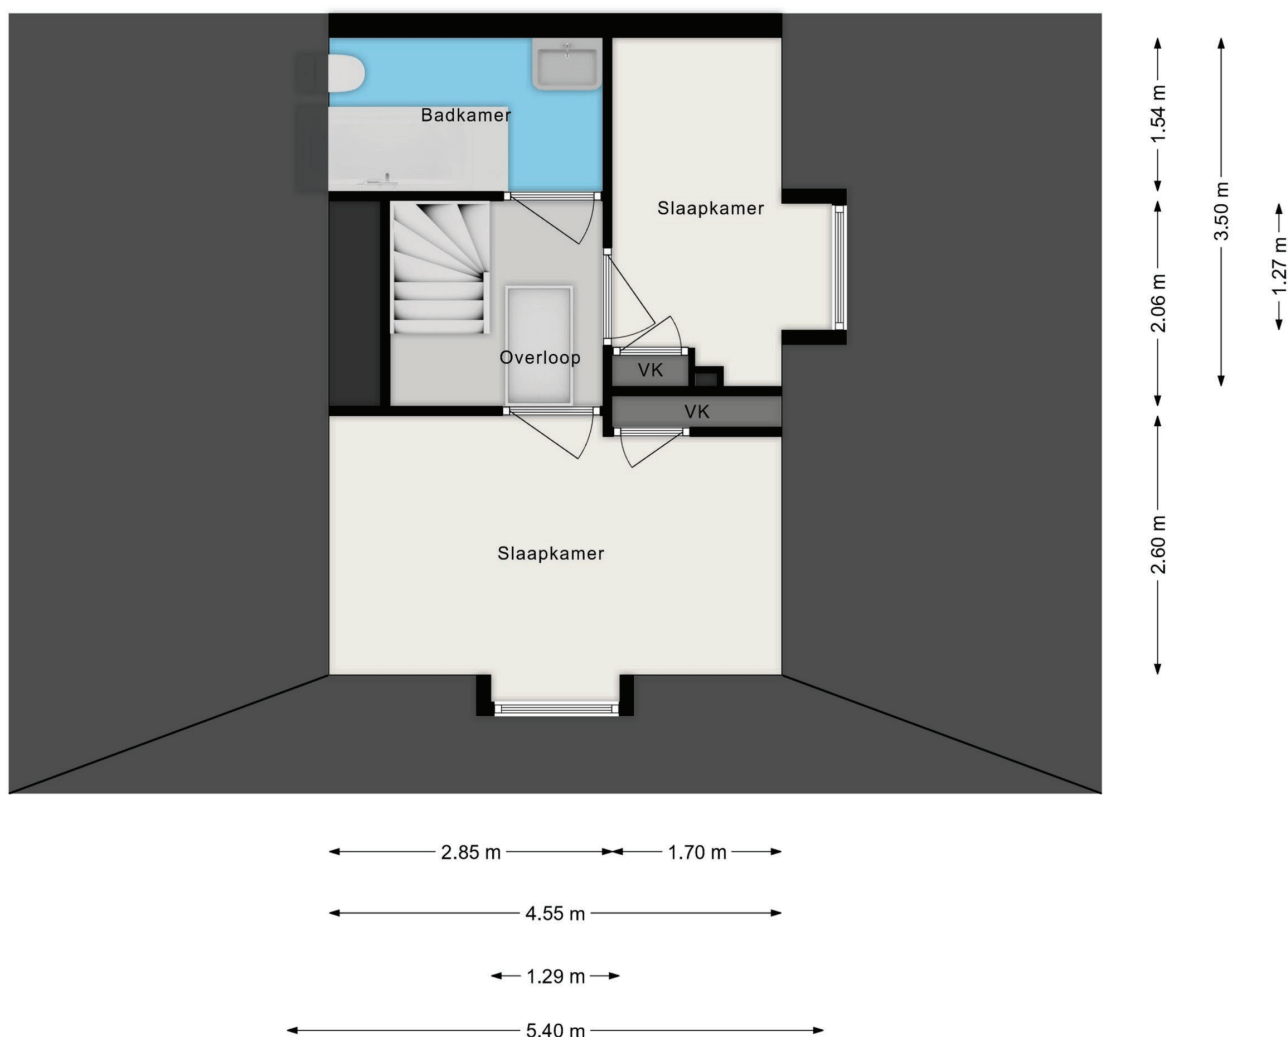 Badkamer
Slaapkamer
Overloop
VK
VK
Slaapkamer
1.54 m
3.50 m
1.27 m
2.06 m
2.60 m
2.85 m
1.70 m
4.55 m
1.29 m
5.40 m